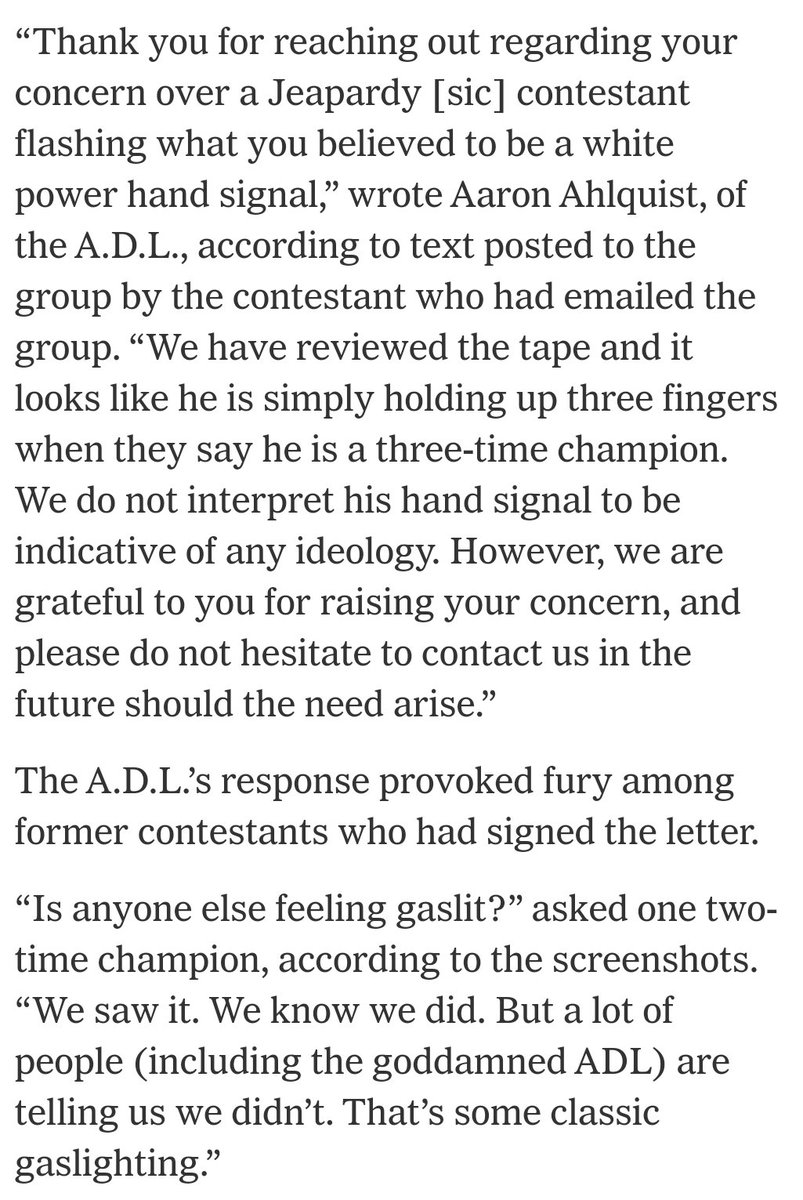 “Thank you for reaching out regarding your
concern over a Jeapardy [sic] contestant
flashing what you believed to be a white
power hand signal,” wrote Aaron Ahlquist, of
the A.D.L., according to text posted to the
group by the contestant who had emailed the
group. “We have reviewed the tape and it
looks like he is simply holding up three fingers
when they say he is a three-time champion.
We do not interpret his hand signal to be
indicative of any ideology. However, we are
grateful to you for raising your concern, and
please do not hesitate to contact us in the
future should the need arise.”
The A.D.L.’s response provoked fury among
former contestants who had signed the letter.
“Is anyone else feeling gaslit?” asked one two-
time champion, according to the screenshots.
“We saw it. We know we did. But a lot of
people (including the goddamned ADL) are
telling us we didn’t. That’s some classic
gaslighting.”